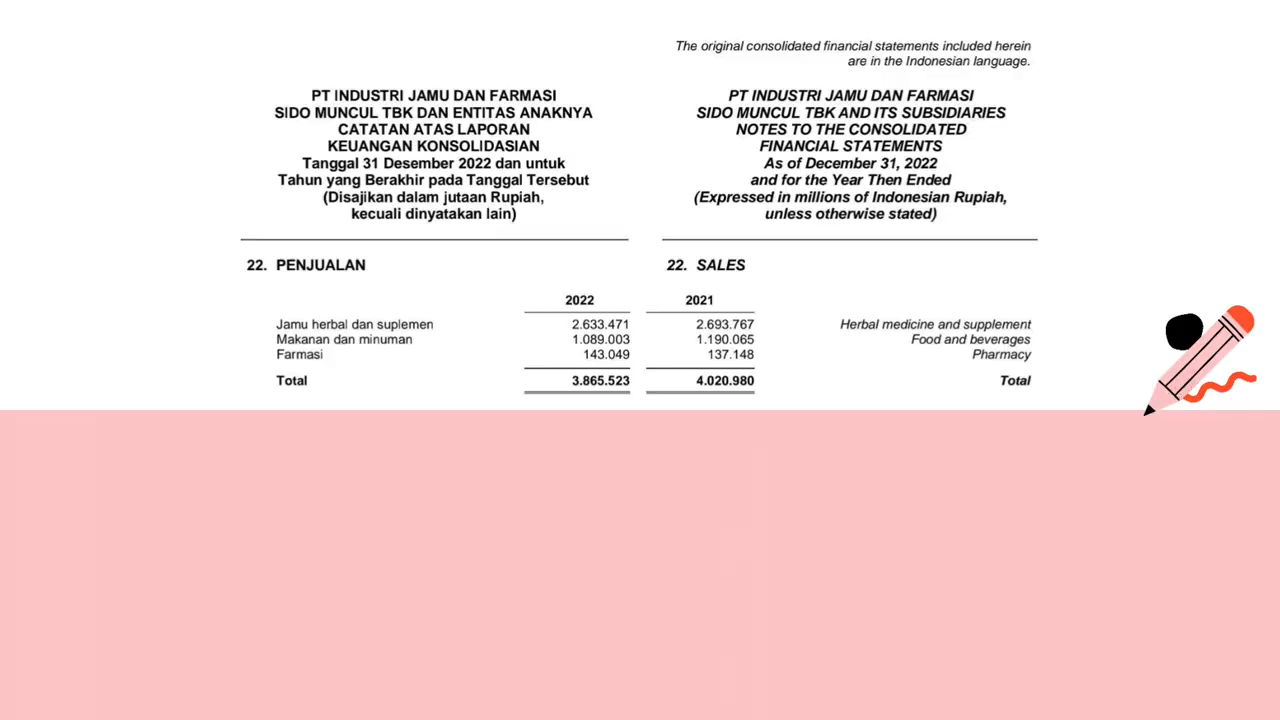 The original consolidated financial statements included herein
are in the Indonesian language.
PT INDUSTRI JAMU DAN FARMASI
SIDO MUNCUL TBK DAN ENTITAS ANAKNYA
CATATAN ATAS LAPORAN
KEUANGAN KONSOLIDASIAN
Tanggal 31 Desember 2022 dan untuk
Tahun yang Berakhir pada Tanggal Tersebut
(Disajikan dalam jutaan Rupiah,
kecuali dinyatakan lain)
PT INDUSTRI JAMU DAN FARMASI
SIDO MUNCUL TBK AND ITS SUBSIDIARIES
NOTES TO THE CONSOLIDATED
FINANCIAL STATEMENTS
As of December 31, 2022
and for the Year Then Ended
(Expressed in millions of Indonesian Rupiah,
unless otherwise stated)
22. PENJUALAN
22. SALES
2022 2021
Jamu herbal dan suplemen 2.633.471 2.693.767 Herbal medicine and supplement
Makanan dan minuman 1.089.003 1.190.065 Food and beverages
Farmasi 143.049 137.148 Pharmacy
Total 3.865.523 4.020.980 Total